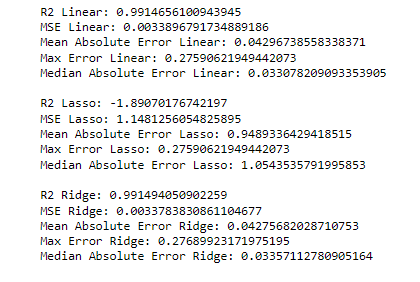 R2 Linear: 0.9914656100943945
MSE Linear: 0.0033896791734889186
Mean Absolute Error Linear: 0.04296738558338371
Max Error Linear: 0.27590621949442073
Median Absolute Error Linear: 0.033078209093353905
R2 Lasso: -1.89070176742197
MSE Lasso: 1.1481256054825895
Mean Absolute Error Lasso: 0.9489336429418515
Max Error Lasso: 0.27590621949442073
Median Absolute Error Lasso: 1.0543535791995853
R2 Ridge: 0.991494050902259
MSE Ridge: 0.0033783830861104677
Mean Absolute Error Ridge: 0.04275682028710753
Max Error Ridge: 0.27689923171975195
Median Absolute Error Ridge: 0.03357112780905164